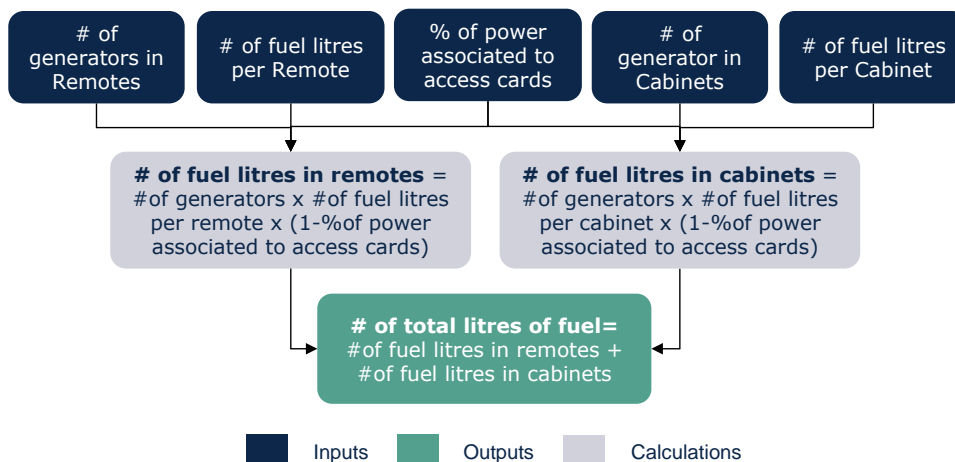 # of
generators in
Remotes
# of fuel litres
per Remote
% of power
associated to
access cards
# of
generator in
Cabinets
# of fuel litres
per Cabinet
# of fuel litres in remotes =
#of generators x #of fuel litres
per remote x (1-%of power
associated to access cards)
# of fuel litres in cabinets =
#of generators x #of fuel litres
per cabinet x (1-%of power
associated to access cards)
# of total litres of fuel=
#of fuel litres in remotes +
#of fuel litres in cabinets
Inputs
Outputs
Calculations